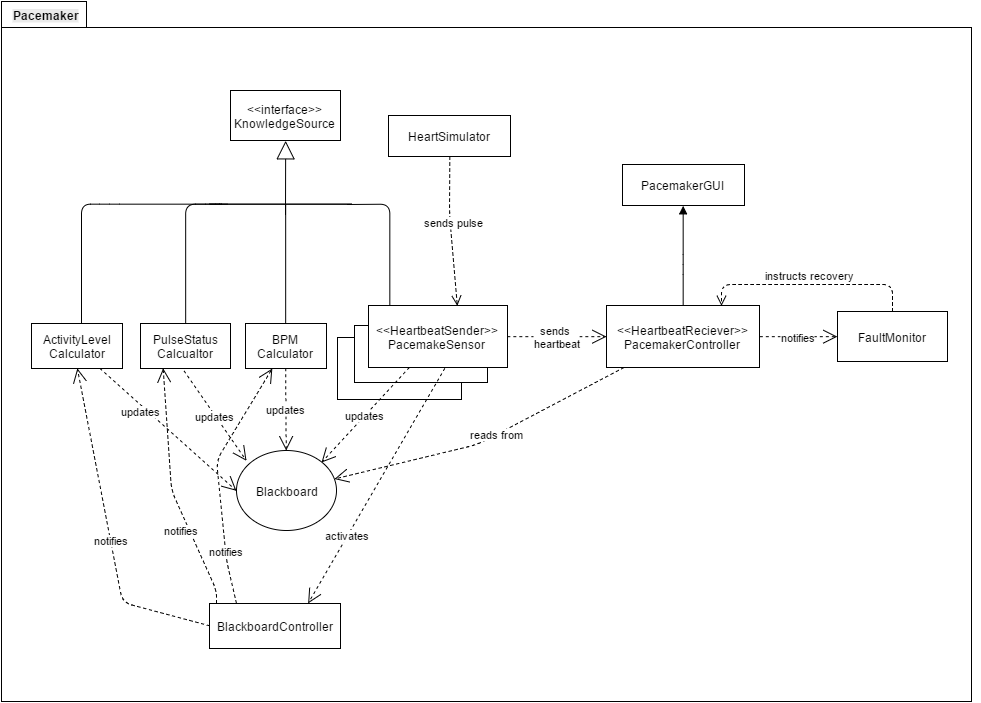 Pacemaker
<<interface>>
KnowledgeSource
HeartSimulator
PacemakerGUI
sends pulse
instructs recovery
ActivityLevel
Calculator
PulseStatus
Calcualtor
BPM
Calculator
<<HeartbeatSender>>
PacemakeSensor
sends
heartbeat
<<HeartbeatReciever>>
PacemakerController
notifies
FaultMonitor
updates
updates
updates
updates
reads from
Blackboard
notifies
notifies
notifies
activates
BlackboardController